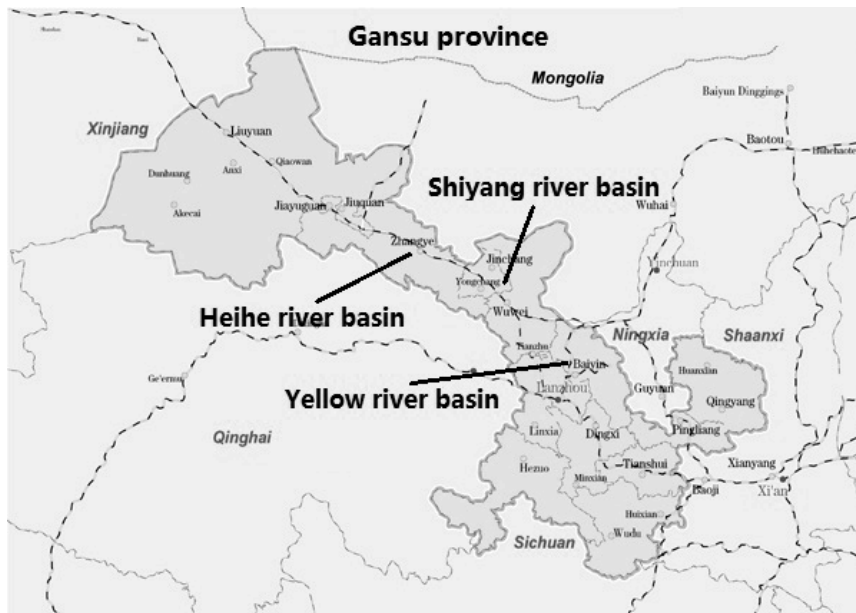 Gansu province
Mongolia
Baiyun Dinggings
Xinjiang
Liuyuan
Baotou
Qiaowan
Anxi
Dunhuang
Shiyang river basin
Akecai
Jiayuguan
Jiuquan
Wuhai
Zhangye
Jinchang
Yinchuan
Yongchang
Heihe river basin
Wuwei
Ningxia
Shaanxi
Tianzhu
Baiyin
Huanxian
Ge'ermu
Yellow river basin
Lanzhou
Guyuan
Qingyang
Qinghai
Linxia
Dingxi
Pingliang
Hezuo
Tianshui
Xianyang
Minxian
Baoji
Xi'an
Huixian
Sichuan
Wudu